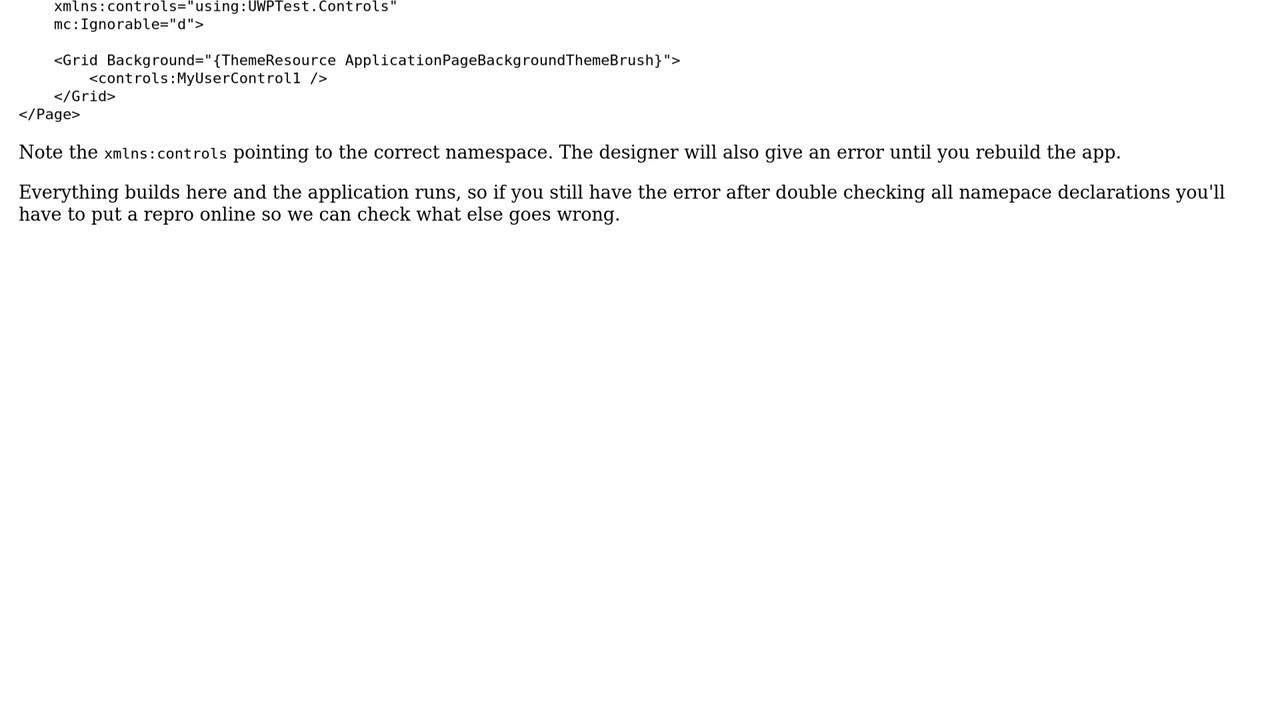 xmlns:controls="using:UWPTest.Controls"
mc:Ignorable="d">
<Grid Background="{ThemeResource ApplicationPageBackgroundThemeBrush}">
<controls:MyUserControl1 />
</Grid>
</Page>
Note the xmlns:controls pointing to the correct namespace. The designer will also give an error until you rebuild the app.
Everything builds here and the application runs, so if you still have the error after double checking all namepace declarations you'll
have to put a repro online so we can check what else goes wrong.